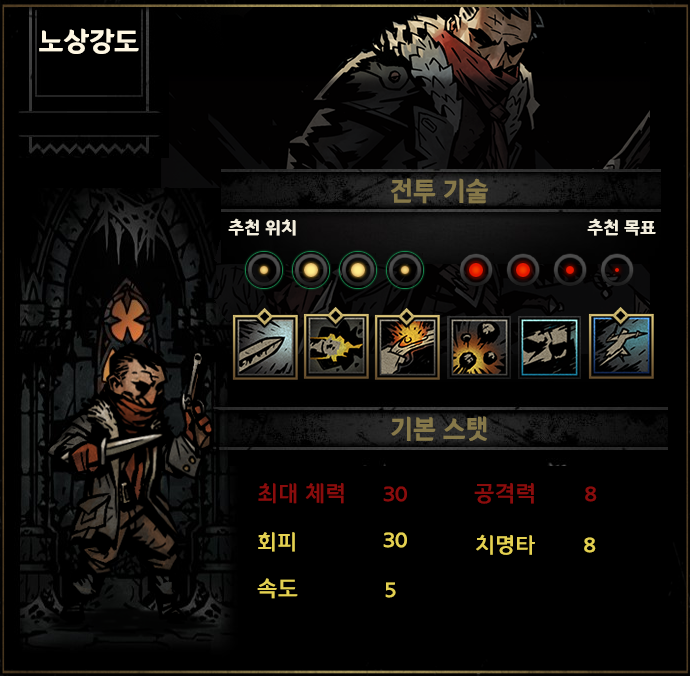 노상강도
전투 기술
추천 위치 추천 목표
기본 스탯
최대 체력 30 공격력 8
회피 30 치명타 8
속도 5